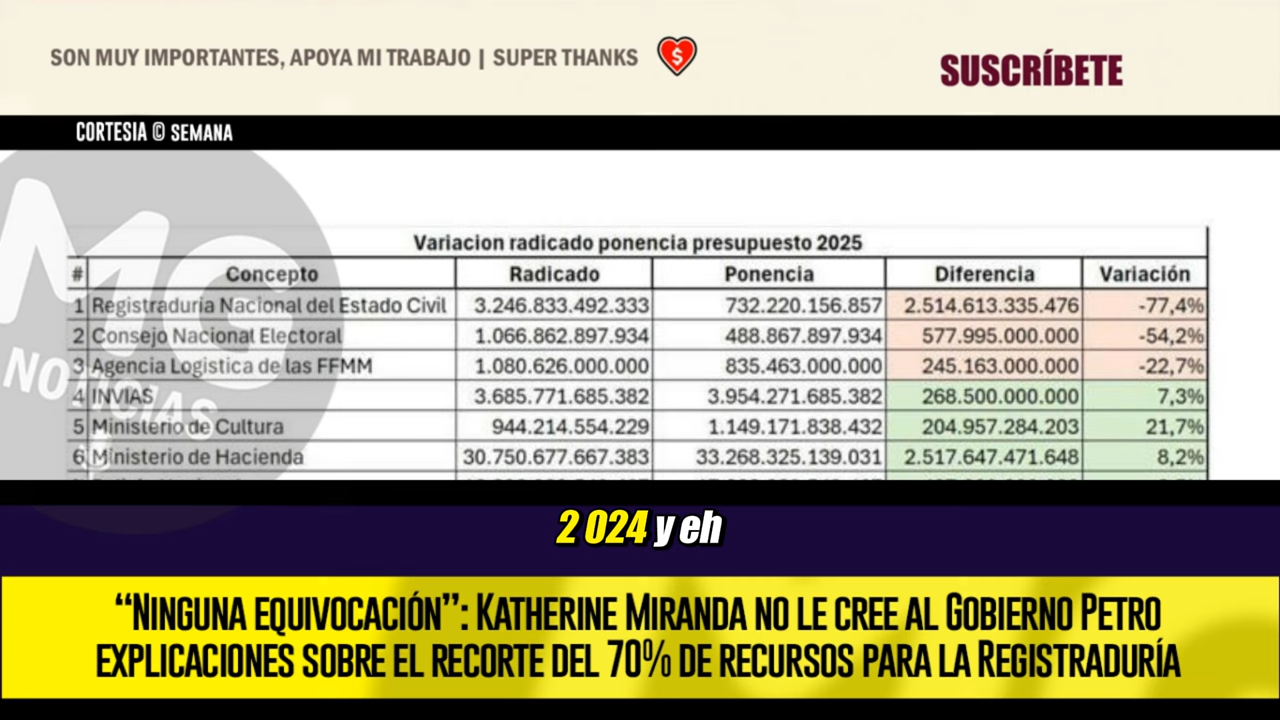 SON MUY IMPORTANTES, APOYA MI TRABAJO | SUPER THANKS
SUSCRÍBETE
CORTESIA © SEMANA
MG
NOTICIAS
Variacion radicado ponencia presupuesto 2025
# Concepto Radicado Ponencia Diferencia Variación
1 Registraduría Nacional del Estado Civil 3.246.833.492.333 732.220.156.857 2.514.613.335.476 -77,4%
2 Consejo Nacional Electoral 1.066.862.897.934 488.867.897.934 577.995.000.000 -54,2%
3 Agencia Logistica de las FFMM 1.080.626.000.000 835.463.000.000 245.163.000.000 -22,7%
4 INVIAS 3.685.771.685.382 3.954.271.685.382 268.500.000.000 7,3%
5 Ministerio de Cultura 944.214.554.229 1.149.171.838.432 204.957.284.203 21,7%
6 Ministerio de Hacienda 30.750.677.667.383 33.268.325.139.031 2.517.647.471.648 8,2%
2 024 y eh
“NINGUNA EQUIVOCACIÓN”: KATHERINE MIRANDA NO LE CREE AL GOBIERNO PETRO
EXPLICACIONES SOBRE EL RECORTE DEL 70% DE RECURSOS PARA LA REGISTRADURÍA